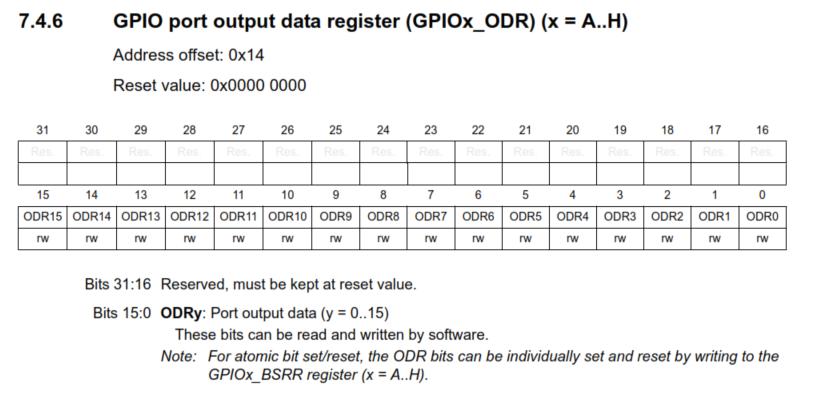 7.4.6 GPIO port output data register (GPIOx_ODR) (x = A..H)
Address offset: 0x14
Reset value: 0x0000 0000
31 30 29 28 27 26 25 24 23 22 21 20 19 18 17 16
Res. Res. Res. Res. Res. Res. Res. Res. Res. Res. Res. Res. Res. Res. Res. Res.
15 14 13 12 11 10 9 8 7 6 5 4 3 2 1 0
ODR15 ODR14 ODR13 ODR12 ODR11 ODR10 ODR9 ODR8 ODR7 ODR6 ODR5 ODR4 ODR3 ODR2 ODR1 ODR0
rw rw rw rw rw rw rw rw rw rw rw rw rw rw rw rw
Bits 31:16 Reserved, must be kept at reset value.
Bits 15:0 ODRy: Port output data (y = 0..15)
These bits can be read and written by software.
Note: For atomic bit set/reset, the ODR bits can be individually set and reset by writing to the
GPIOx_BSRR register (x = A..H).